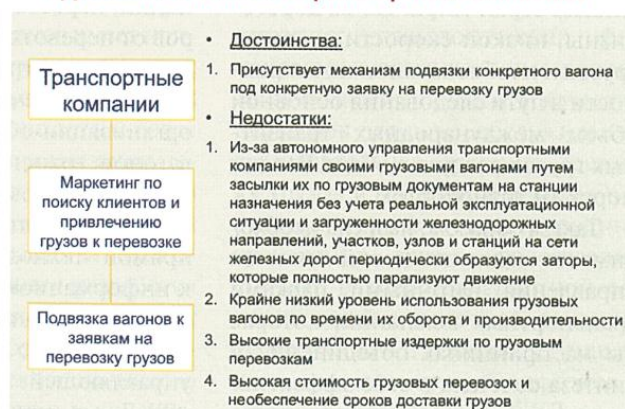 Транспортные
компании
Маркетинг по
поиску клиентов и
привлечению
грузов к перевозке
Подвязка вагонов к
заявкам на
перевозку грузов
• Достоинства:
1. Присутствует механизм подвязки конкретного вагона
под конкретную заявку на перевозку грузов
• Недостатки:
1. Из-за автономного управления транспортными
компаниями своими грузовыми вагонами путем
засылки их по грузовым документам на станции
назначения без учета реальной эксплуатационной
ситуации и загруженности железнодорожных
направлений, участков, узлов и станций на сети
железных дорог периодически образуются заторы,
которые полностью парализуют движение
2. Крайне низкий уровень использования грузовых
вагонов по времени их оборота и производительности
3. Высокие транспортные издержки по грузовым
перевозкам
4. Высокая стоимость грузовых перевозок и
необеспечение сроков доставки грузов